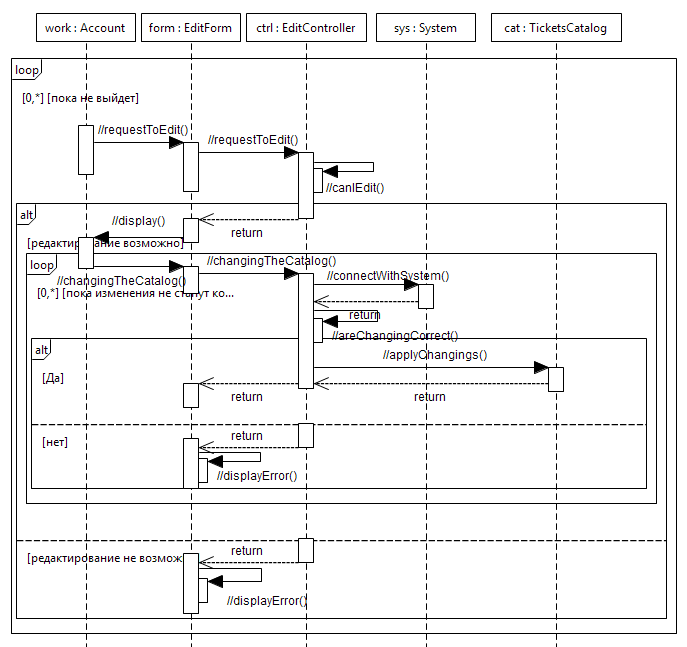 work : Account
form : EditForm
ctrl : EditController
sys : System
cat : TicketsCatalog
loop
[0,*] [пока не выйдет]
//requestToEdit()
//requestToEdit()
//canIEdit()
alt
//display()
return
[редактирование возможно]
//changingTheCatalog()
loop
//connectWithSystem()
//changingTheCatalog()
[0,*] [пока изменения не станут ко...
return
//areChangingCorrect()
alt
//applyChangings()
[Да]
return
return
[нет]
return
//displayError()
return
[редактирование не возмож
//displayError()